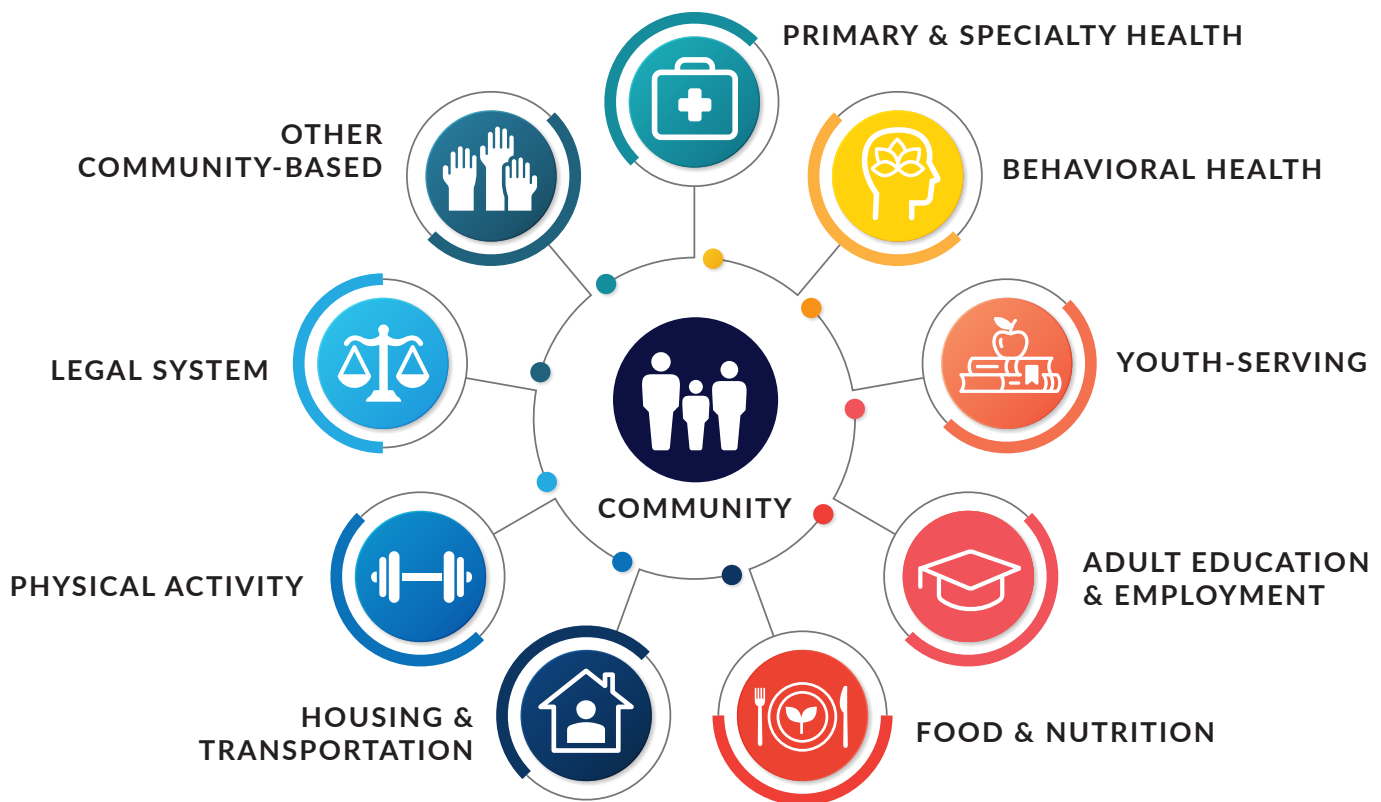 PRIMARY & SPECIALTY HEALTH
OTHER
COMMUNITY-BASED
BEHAVIORAL HEALTH
LEGAL SYSTEM
YOUTH-SERVING
COMMUNITY
PHYSICAL ACTIVITY
ADULT EDUCATION
& EMPLOYMENT
HOUSING &
TRANSPORTATION
FOOD & NUTRITION